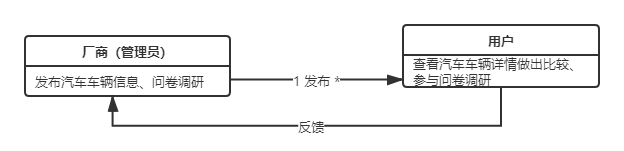 厂商（管理员）
发布汽车车辆信息、问卷调研
1 发布 *
用户
查看汽车车辆详情做出比较、
参与问卷调研
反馈